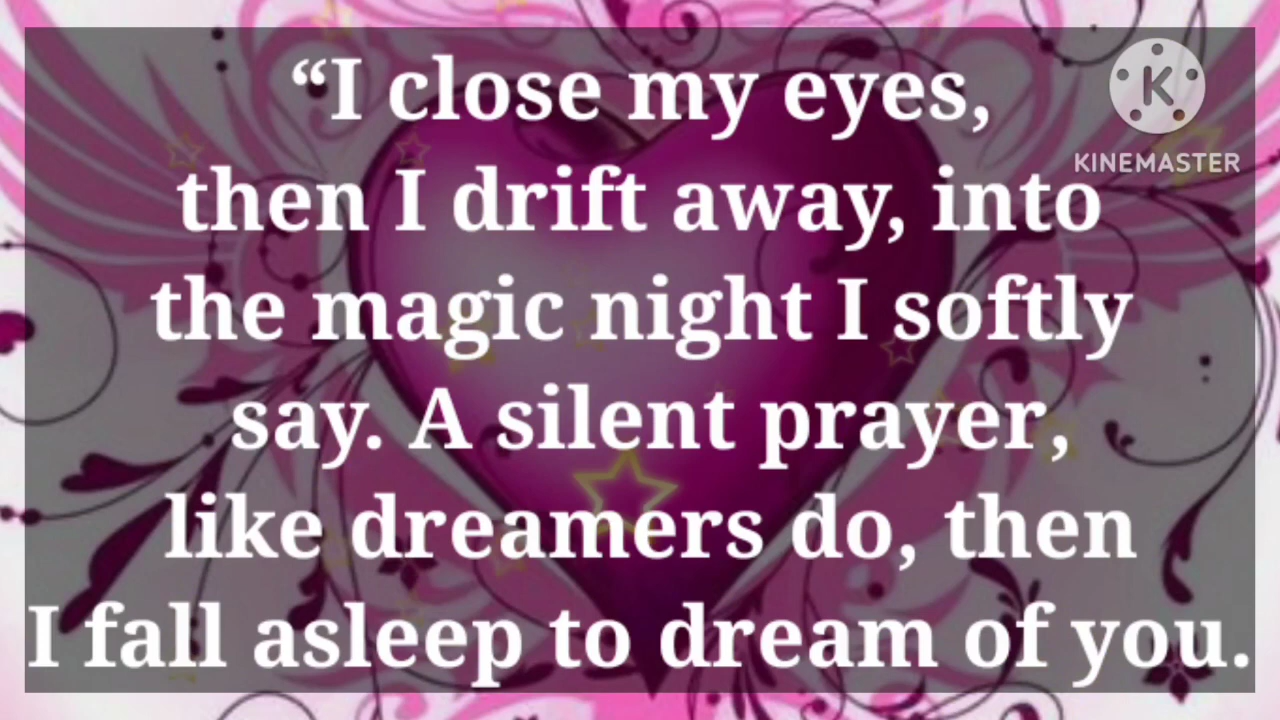 “I close my eyes,
then I drift away, into
the magic night I softly
say. A silent prayer,
like dreamers do, then
I fall asleep to dream of you.
K
KINEMASTER